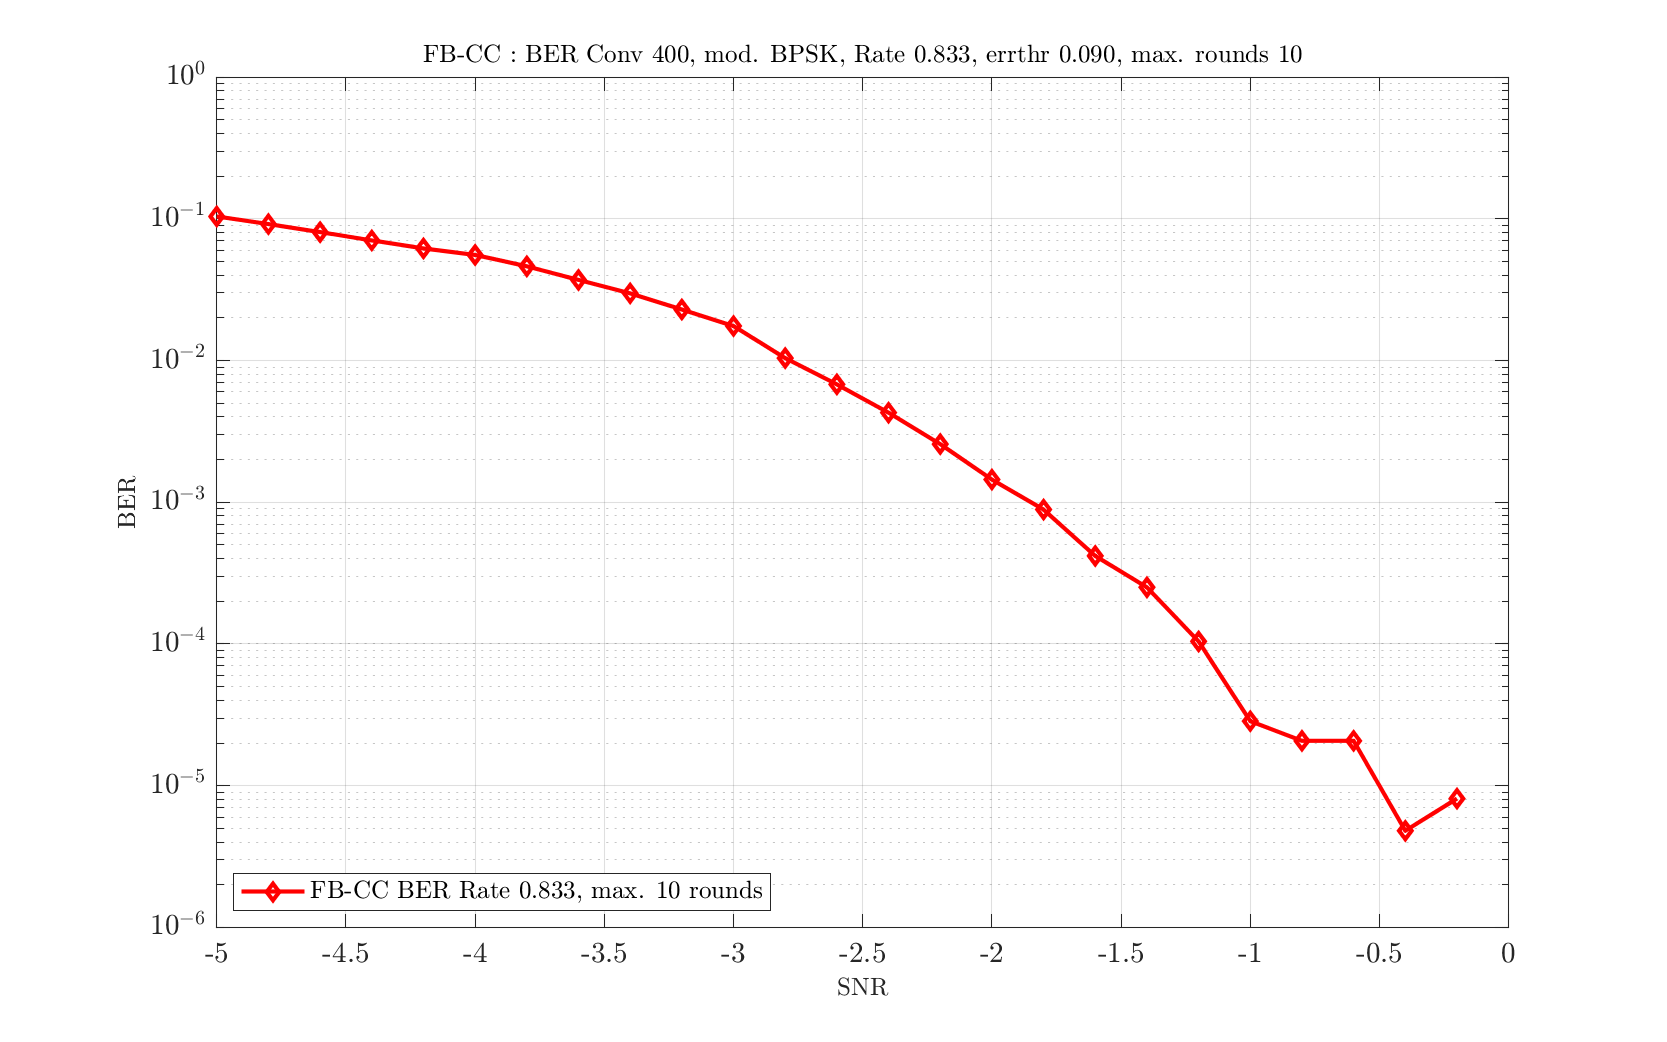 FB-CC : BER Conv 400, mod. BPSK, Rate 0.833, errthr 0.090, max. rounds 10
10^0
10^-1
10^-2
10^-3
10^-4
10^-5
10^-6
BER
FB-CC BER Rate 0.833, max. 10 rounds
-5 -4.5 -4 -3.5 -3 -2.5 -2 -1.5 -1 -0.5 0
SNR